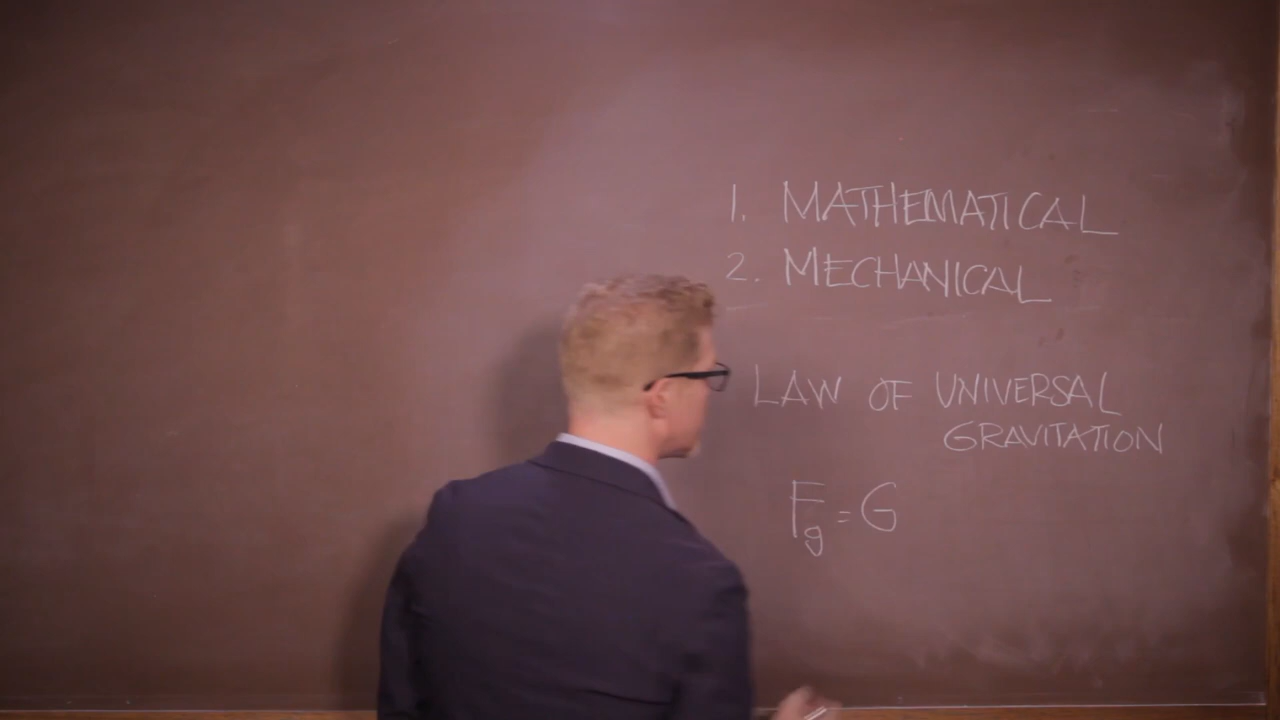 1. MATHEMATICAL
2. MECHANICAL
LAW OF UNIVERSAL
GRAVITATION
Fg = G